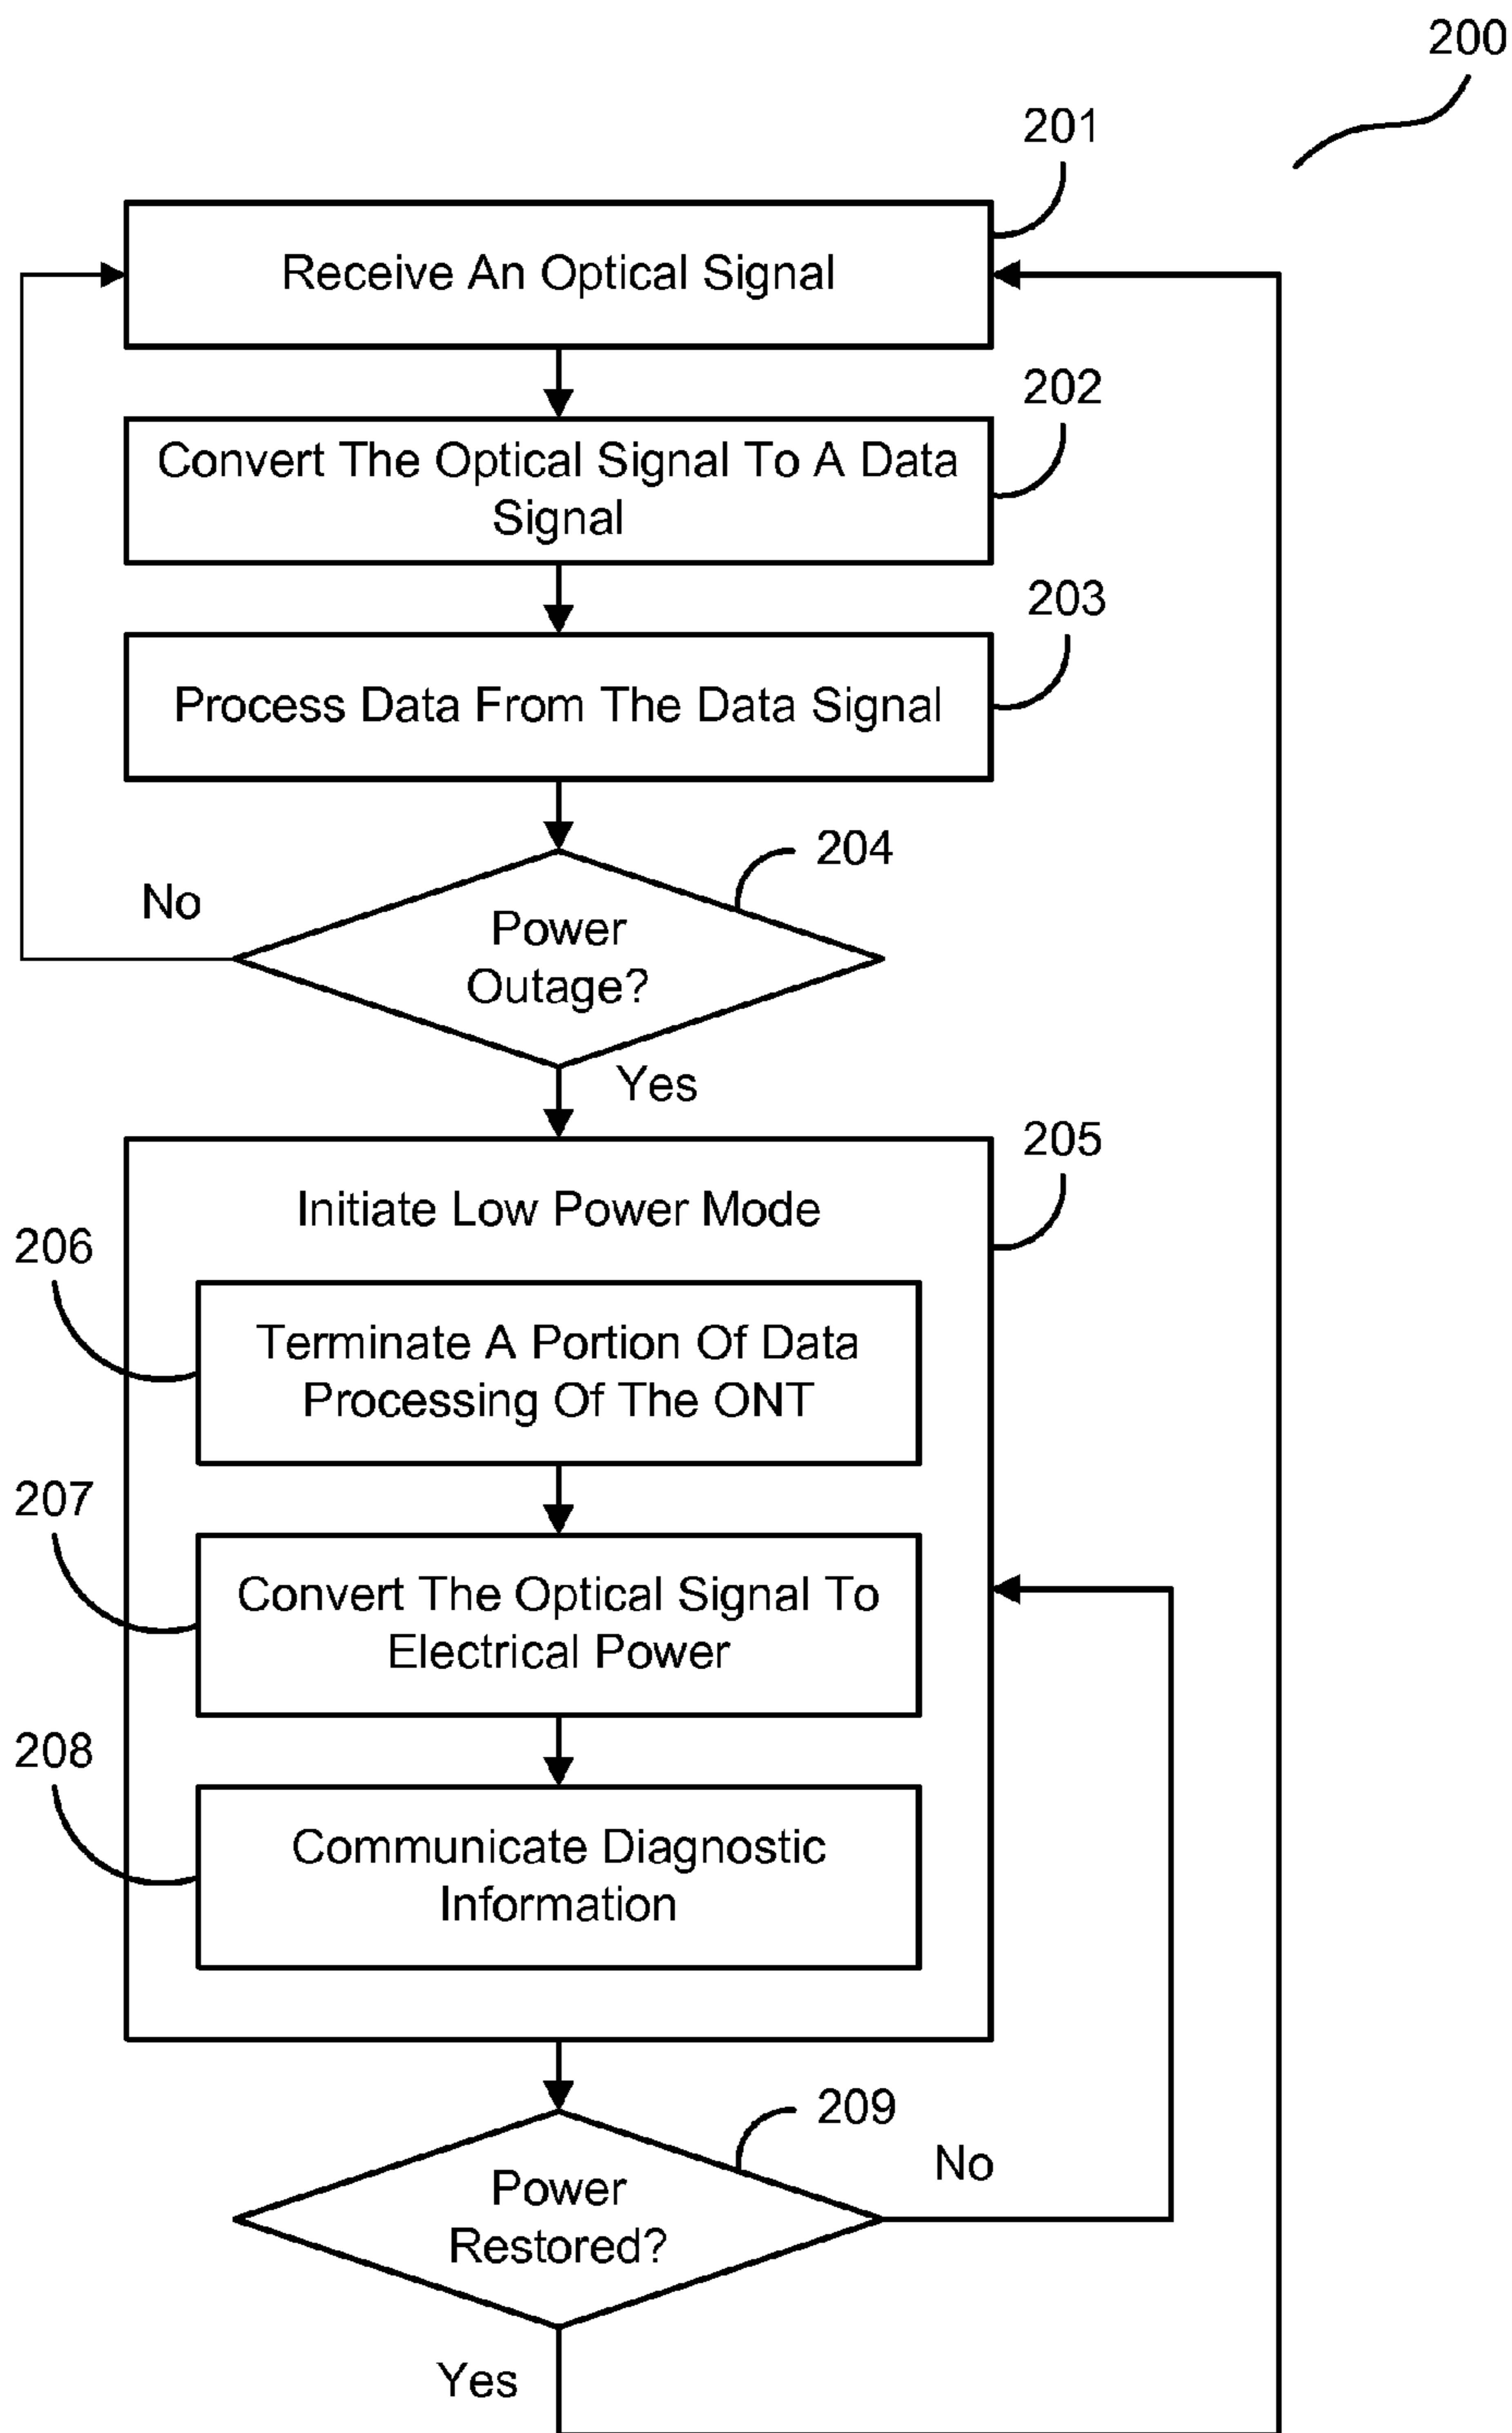 200
201
Receive An Optical Signal
202
Convert The Optical Signal To A Data
Signal
203
Process Data From The Data Signal
204
No
Power
Outage?
Yes
205
Initiate Low Power Mode
206
Terminate A Portion Of Data
Processing Of The ONT
207
Convert The Optical Signal To
Electrical Power
208
Communicate Diagnostic
Information
209
No
Power
Restored?
Yes